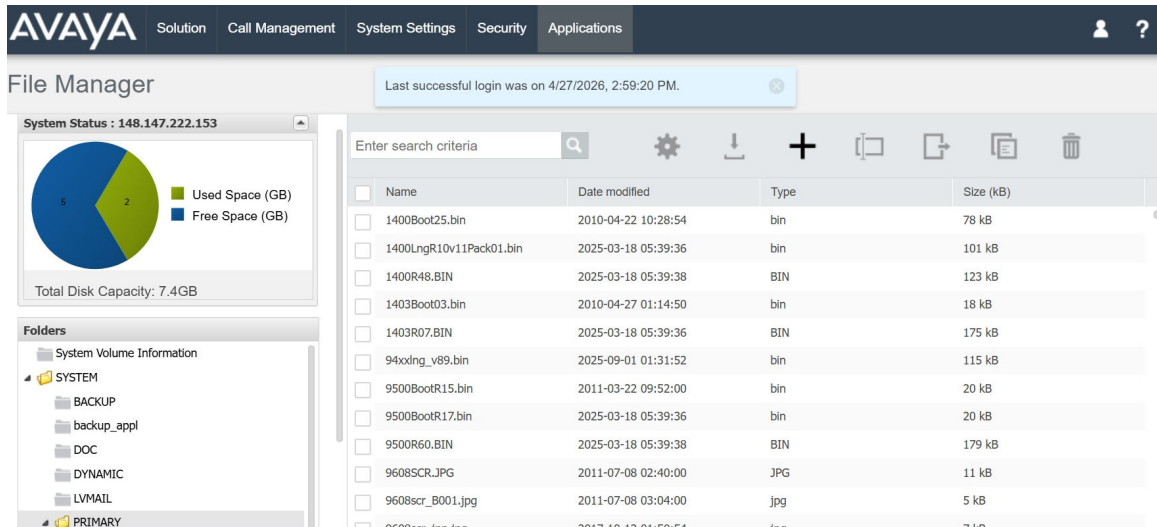 AVAYA Solution Call Management System Settings Security Applications ?
File Manager
Last successful login was on 4/27/2026, 2:59:20 PM.
System Status : 148.147.222.153
5 2
Used Space (GB)
Free Space (GB)
Total Disk Capacity: 7.4GB
Folders
System Volume Information
SYSTEM
BACKUP
backup_appl
DOC
DYNAMIC
LVMAIL
PRIMARY
Enter search criteria
Name Date modified Type Size (kB)
1400Boot25.bin 2010-04-22 10:28:54 bin 78 kB
1400LngR10v11Pack01.bin 2025-03-18 05:39:36 bin 101 kB
1400R48.BIN 2025-03-18 05:39:38 BIN 123 kB
1403Boot03.bin 2010-04-27 01:14:50 bin 18 kB
1403R07.BIN 2025-03-18 05:39:36 BIN 175 kB
94xxlng_v89.bin 2025-09-01 01:31:52 bin 115 kB
9500BootR15.bin 2011-03-22 09:52:00 bin 20 kB
9500BootR17.bin 2025-03-18 05:39:36 bin 20 kB
9500R60.BIN 2025-03-18 05:39:38 BIN 179 kB
9608SCR.JPG 2011-07-08 02:40:00 JPG 11 kB
9608scr_B001.jpg 2011-07-08 03:04:00 jpg 5 kB